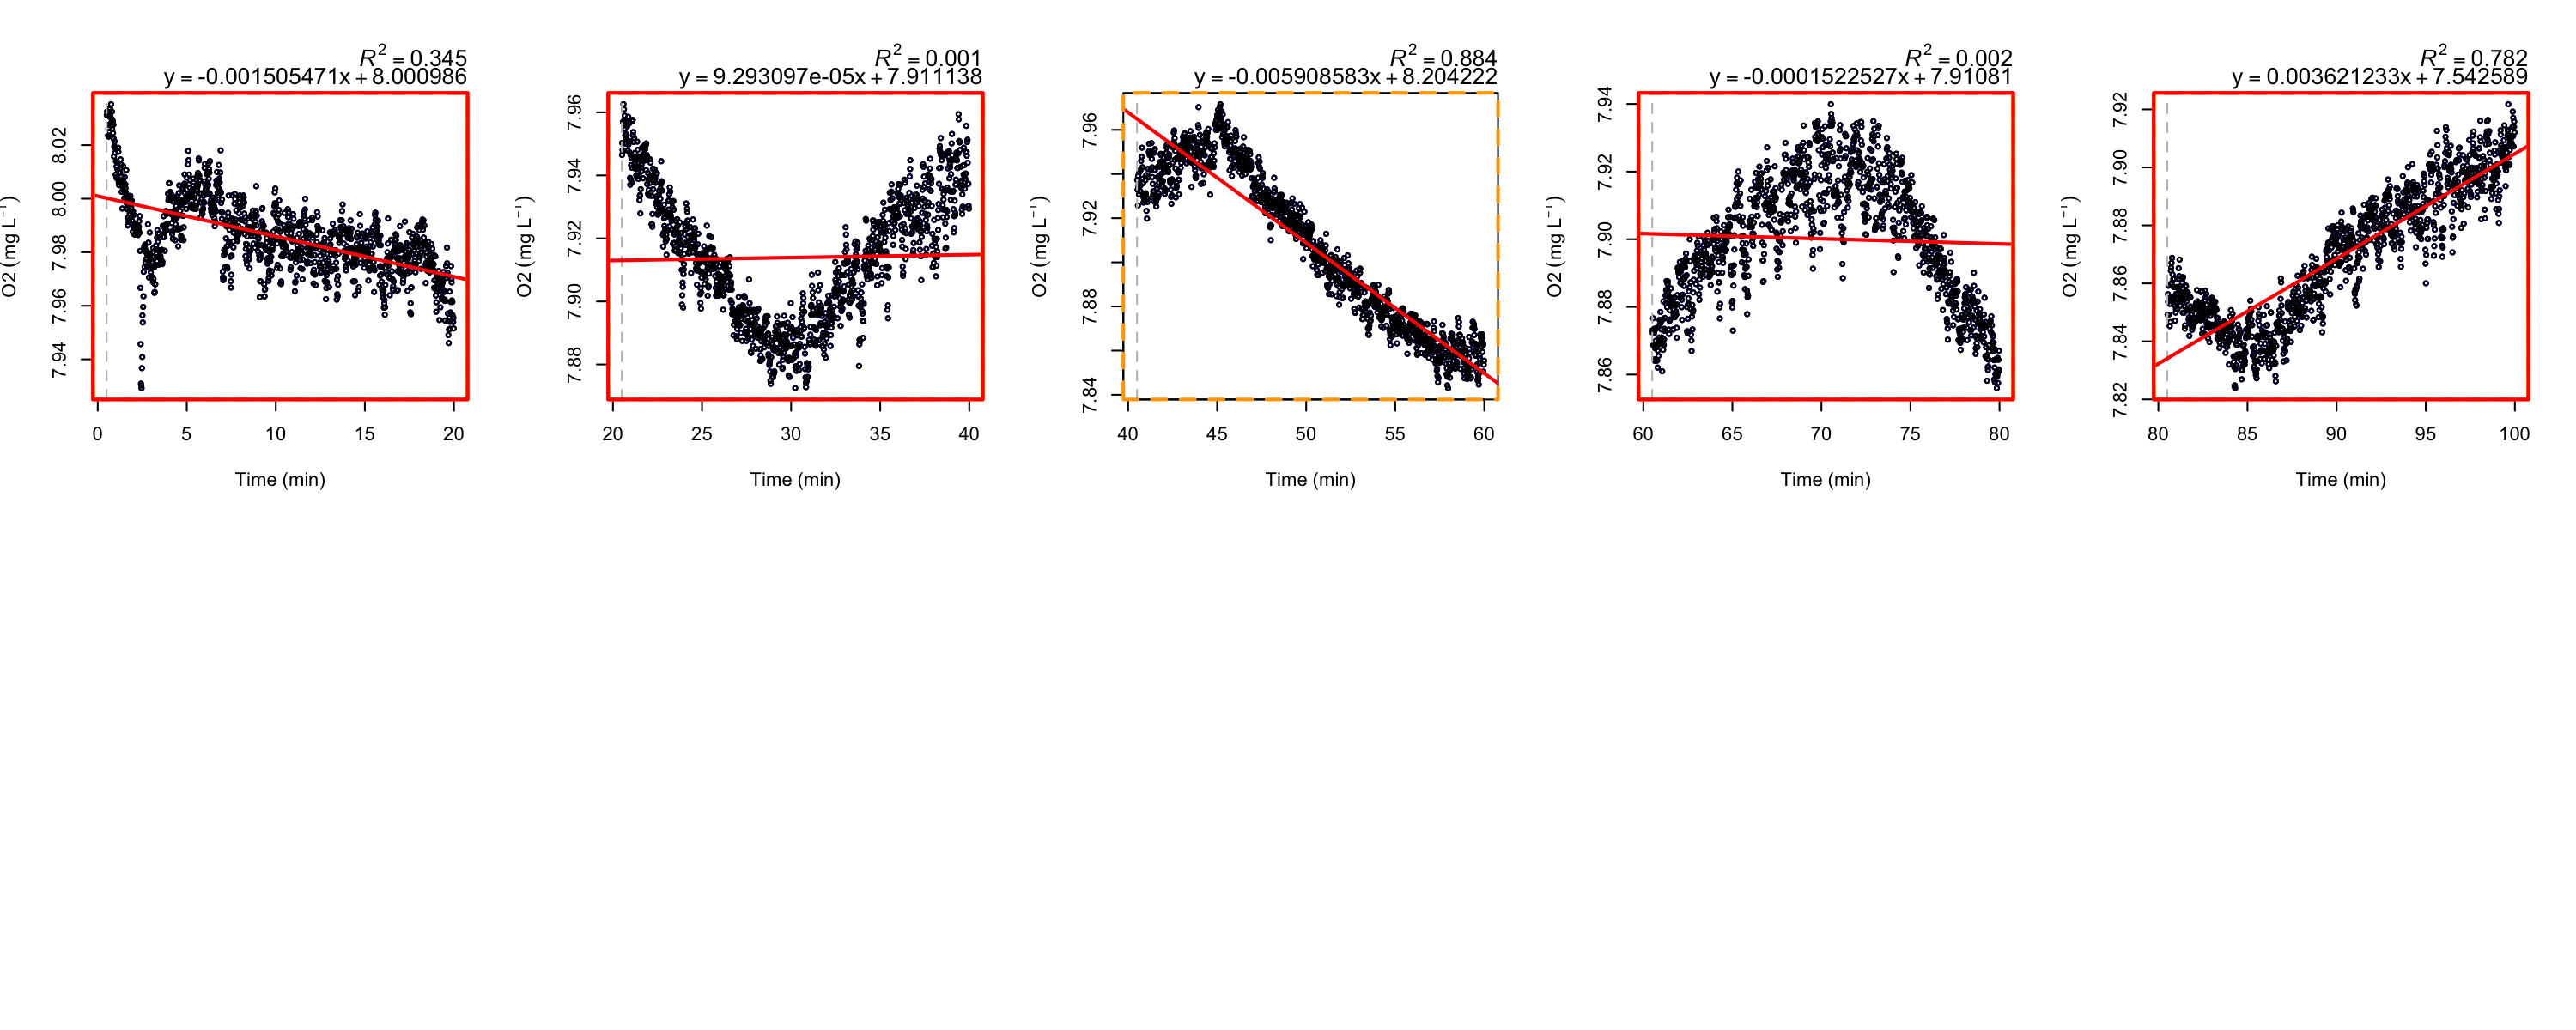 R² = 0.345
y = -0.001505471x + 8.000986
O2 (mg L⁻¹)
7.94 7.96 7.98 8.00 8.02
0 5 10 15 20
Time (min)
R² = 0.001
y = 9.293097e-05x + 7.911138
O2 (mg L⁻¹)
7.88 7.90 7.92 7.94 7.96
20 25 30 35 40
Time (min)
R² = 0.884
y = -0.005908583x + 8.204222
O2 (mg L⁻¹)
7.84 7.88 7.92 7.96
40 45 50 55 60
Time (min)
R² = 0.002
y = -0.0001522527x + 7.91081
O2 (mg L⁻¹)
7.86 7.88 7.90 7.92 7.94
60 65 70 75 80
Time (min)
R² = 0.782
y = 0.003621233x + 7.542589
O2 (mg L⁻¹)
7.82 7.84 7.86 7.88 7.90 7.92
80 85 90 95 100
Time (min)